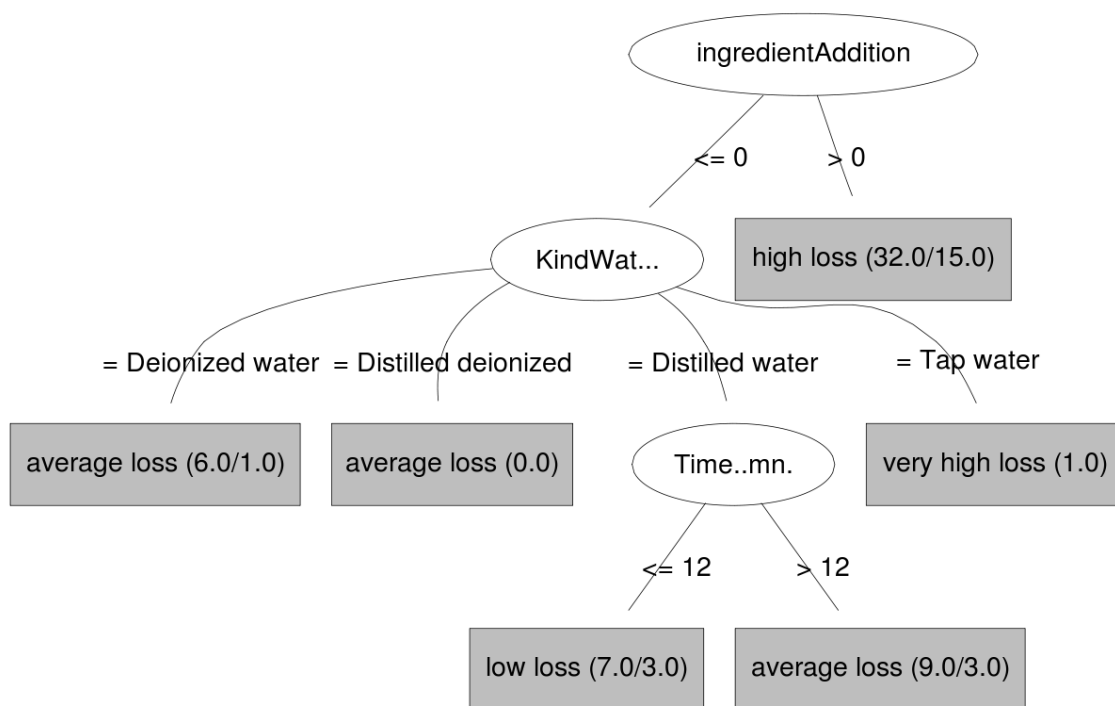 ingredientAddition
<= 0
> 0
KindWat...
high loss (32.0/15.0)
= Deionized water
= Distilled deionized
= Distilled water
= Tap water
average loss (6.0/1.0)
average loss (0.0)
Time..mn.
very high loss (1.0)
<= 12
> 12
low loss (7.0/3.0)
average loss (9.0/3.0)